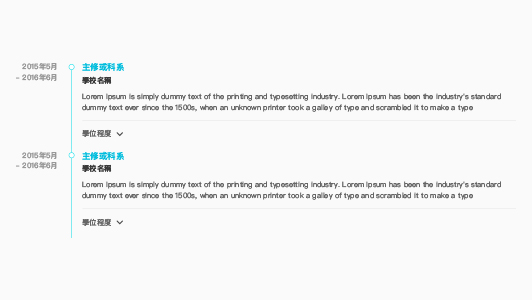 2015年5月
~ 2016年6月
主修或科系
學校名稱
Lorem Ipsum is simply dummy text of the printing and typesetting industry. Lorem Ipsum has been the industry's standard
dummy text ever since the 1500s, when an unknown printer took a galley of type and scrambled it to make a type
學位程度
2015年5月
~ 2016年6月
主修或科系
學校名稱
Lorem Ipsum is simply dummy text of the printing and typesetting industry. Lorem Ipsum has been the industry's standard
dummy text ever since the 1500s, when an unknown printer took a galley of type and scrambled it to make a type
學位程度